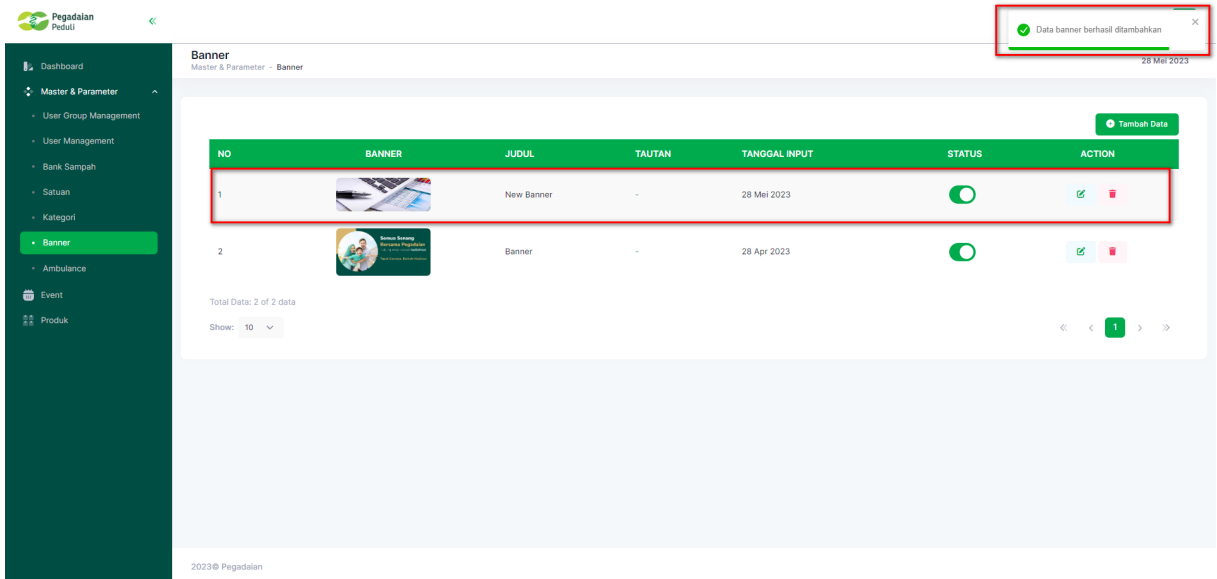 Pegadaian
Peduli
Data banner berhasil ditambahkan
Banner
Master & Parameter - Banner
28 Mei 2023
Dashboard
Master & Parameter
User Group Management
User Management
Bank Sampah
Satuan
Kategori
Banner
Ambulance
Event
Produk
Tambah Data
NO BANNER JUDUL TAUTAN TANGGAL INPUT STATUS ACTION
1 New Banner - 28 Mei 2023
Semua Senang
Bersama Pegadaian
2 Banner - 28 Apr 2023
Total Data: 2 of 2 data
Show: 10
1
2023© Pegadaian